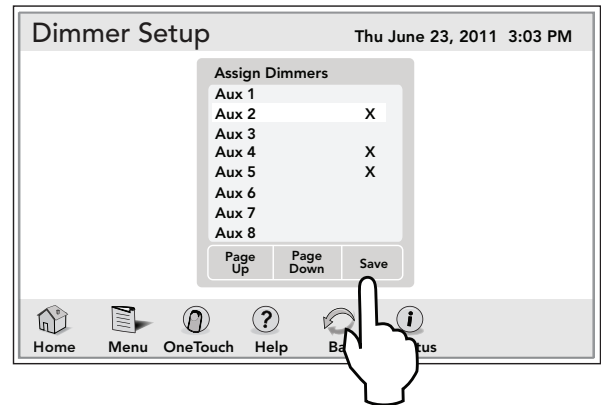 Dimmer Setup Thu June 23, 2011 3:03 PM
Assign Dimmers
Aux 1
Aux 2 X
Aux 3
Aux 4 X
Aux 5 X
Aux 6
Aux 7
Aux 8
Page Up Page Down Save
Home Menu OneTouch Help